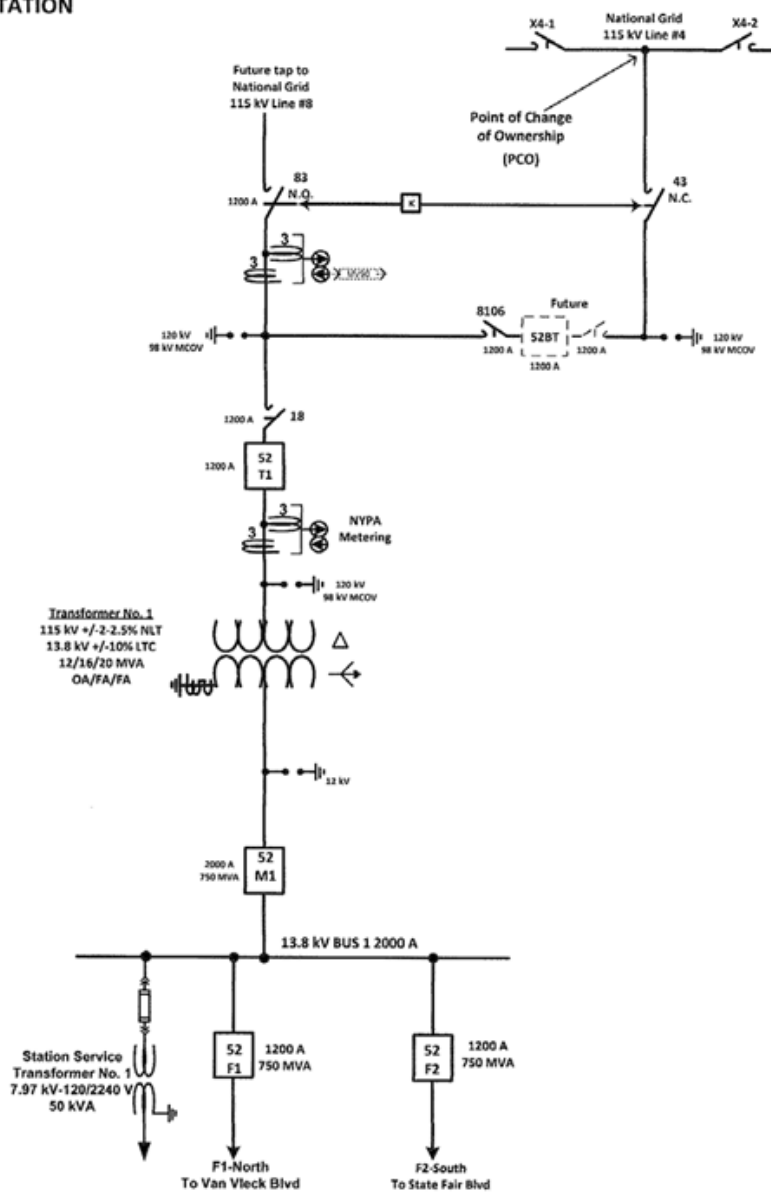 TATION
X4-1
National Grid
115 kV Line #4
X4-2
Future tap to
National Grid
115 kV Line #8
Point of Change
of Ownership
(PCO)
83
N.O.
1200 A
K
43
N.C.
3
3
8106
Future
120 kV
98 kV MCOV
52BT
1200 A
1200 A
1200 A
120 kV
98 kV MCOV
1200 A
18
1200 A
52
T1
3
3
NYPA
Metering
120 kV
98 kV MCOV
Transformer No. 1
115 kV +/-2-2.5% NLT
13.8 kV +/-10% LTC
12/16/20 MVA
OA/FA/FA
12 kV
2000 A
750 MVA
52
M1
13.8 kV BUS 1 2000 A
Station Service
Transformer No. 1
7.97 kV-120/2240 V
50 kVA
52
F1
1200 A
750 MVA
52
F2
1200 A
750 MVA
F1-North
To Van Vleck Blvd
F2-South
To State Fair Blvd